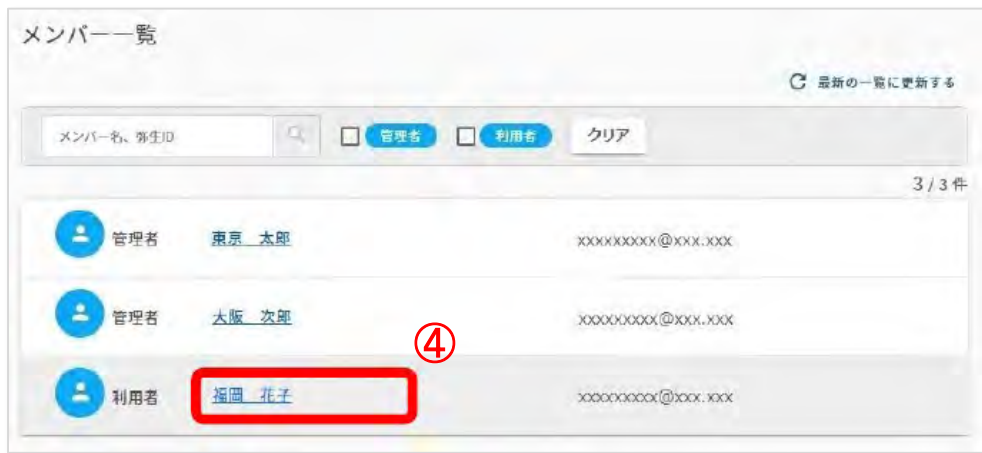 メンバー一覧
最新の一覧に更新する
メンバー名、弥生ID 管理者 利用者 クリア
3 / 3 件
管理者 東京　太郎 xxxxxxxxx@xxx.xxx
管理者 大阪　次郎 xxxxxxxxx@xxx.xxx
④
利用者 福岡　花子 xxxxxxxxx@xxx.xxx